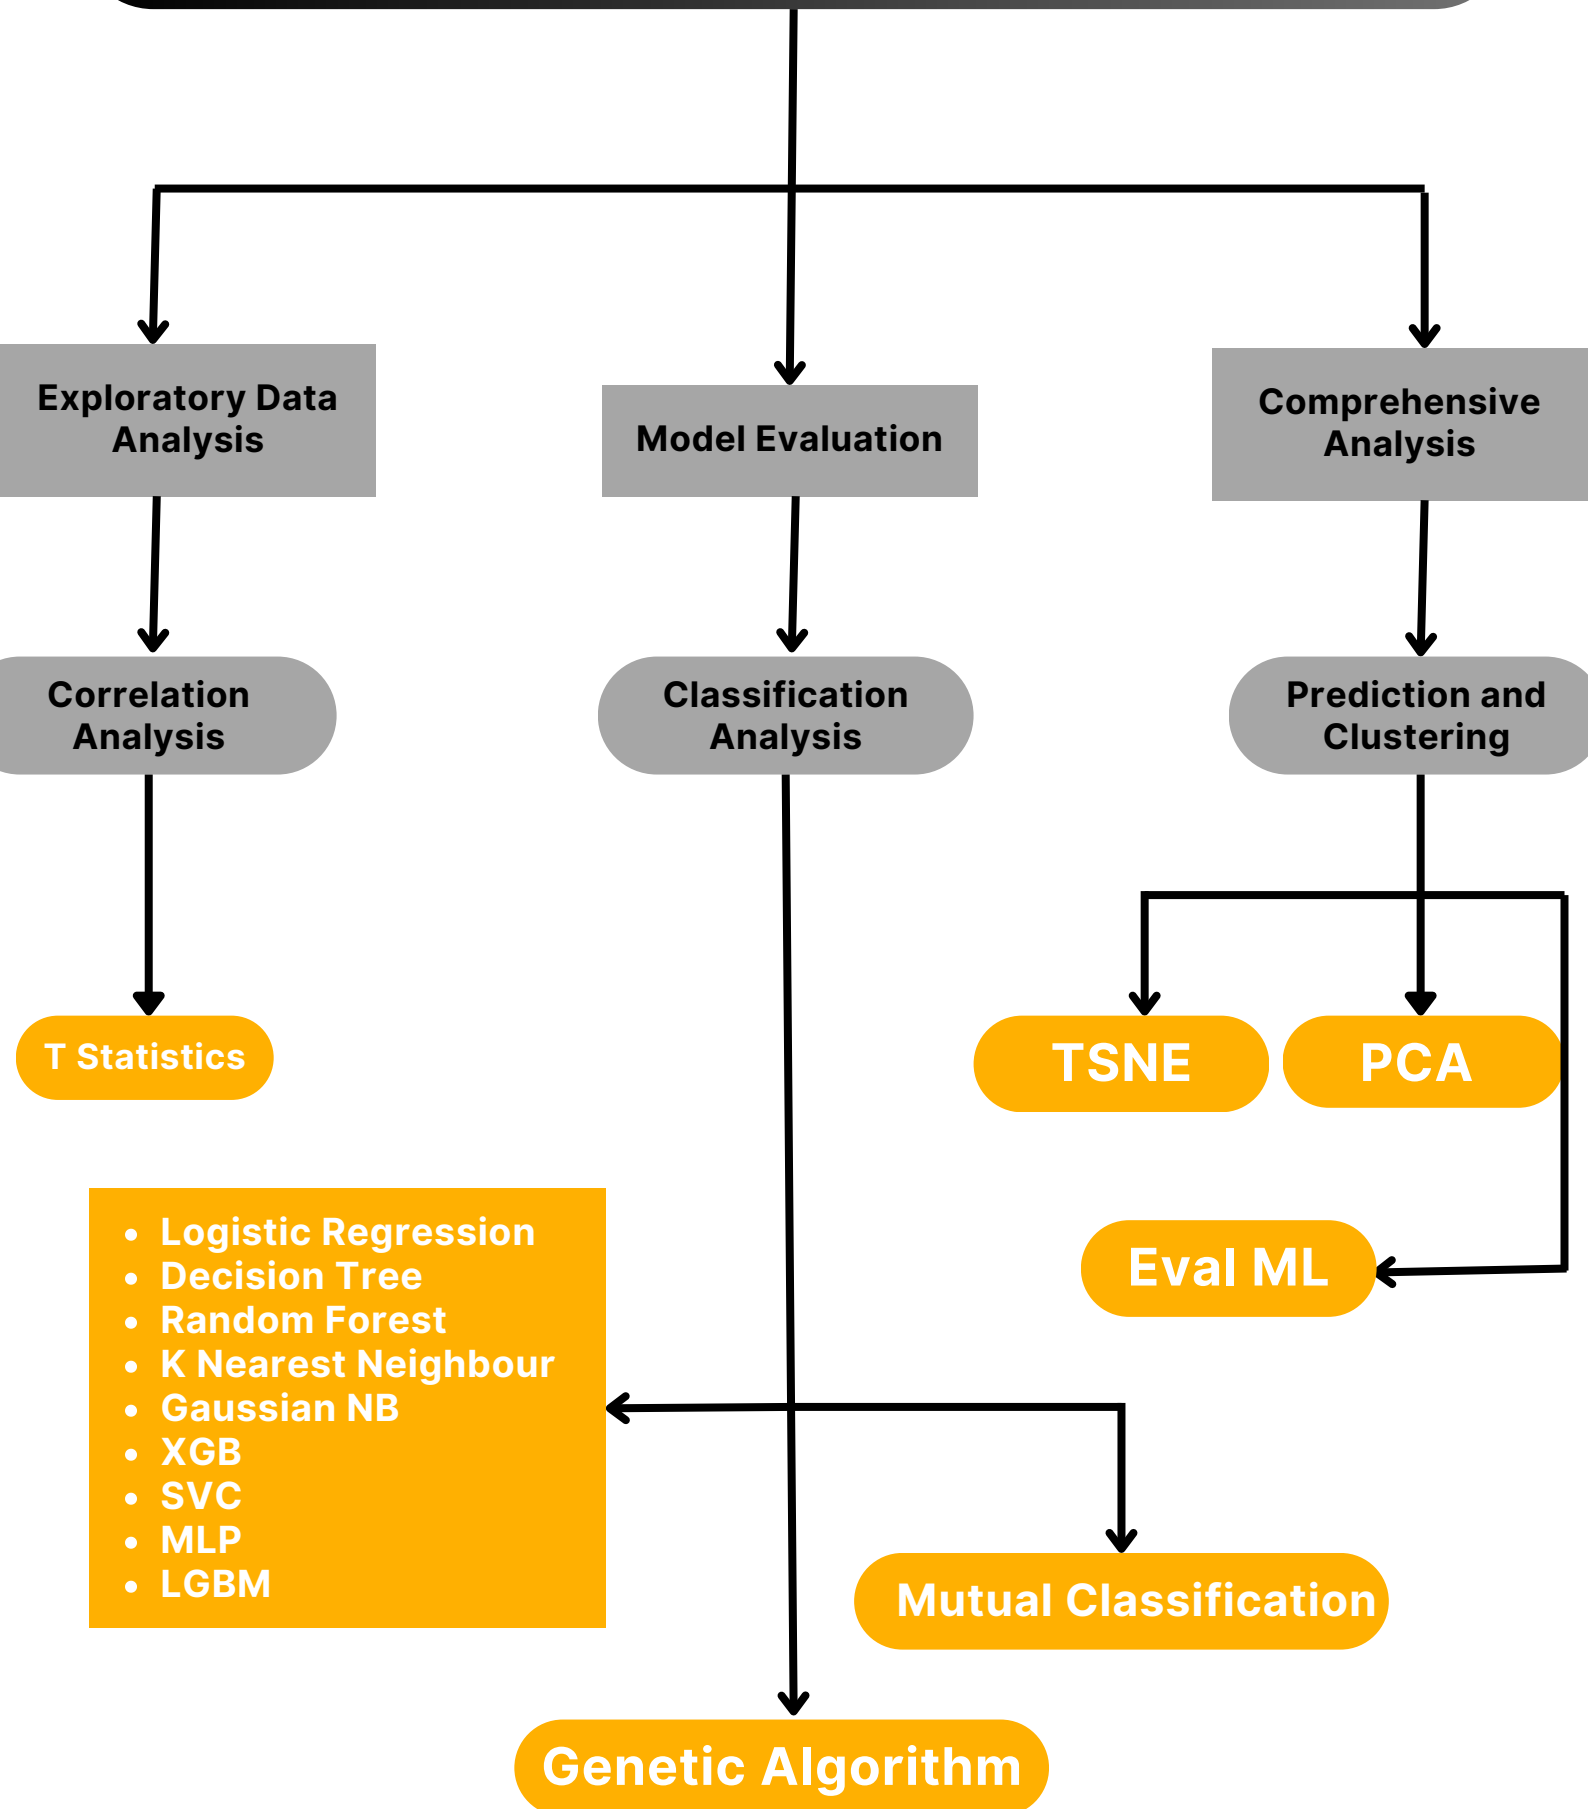 Exploratory Data
Analysis
Model Evaluation
Comprehensive
Analysis
Correlation
Analysis
Classification
Analysis
Prediction and
Clustering
T Statistics
TSNE
PCA
Eval ML
• Logistic Regression
• Decision Tree
• Random Forest
• K Nearest Neighbour
• Gaussian NB
• XGB
• SVC
• MLP
• LGBM
Mutual Classification
Genetic Algorithm